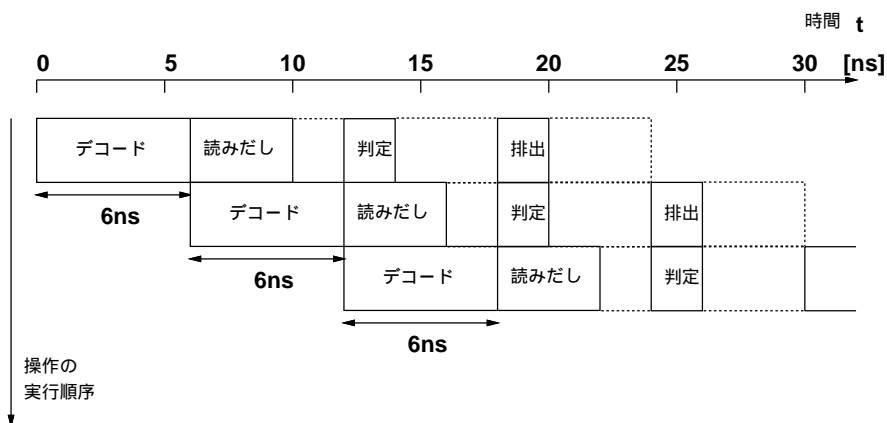 時間 t
0 5 10 15 20 25 30 [ns]
デコード 読みだし 判定 排出
6ns デコード 読みだし 判定 排出
6ns デコード 読みだし 判定
6ns
操作の
実行順序